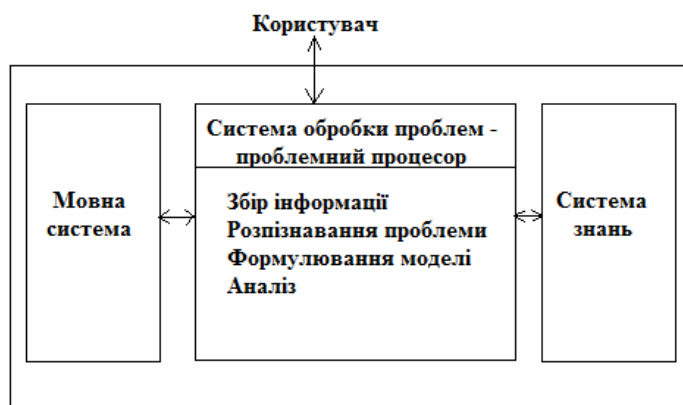 Користувач
Система обробки проблем -
проблемний процесор
Мовна
система
Збір інформації
Розпізнавання проблеми
Формулювання моделі
Аналіз
Система
знань